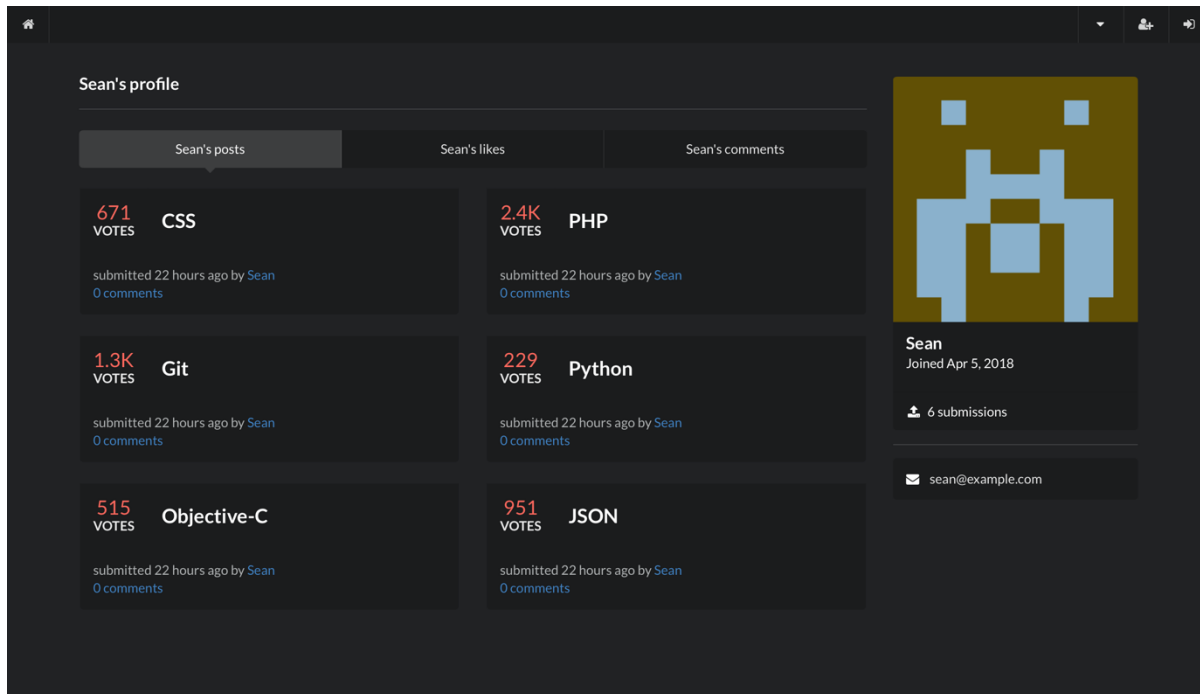 Sean's profile
Sean's posts
Sean's likes
Sean's comments
671
VOTES
CSS
submitted 22 hours ago by Sean
0 comments
2.4K
VOTES
PHP
submitted 22 hours ago by Sean
0 comments
1.3K
VOTES
Git
submitted 22 hours ago by Sean
0 comments
229
VOTES
Python
submitted 22 hours ago by Sean
0 comments
515
VOTES
Objective-C
submitted 22 hours ago by Sean
0 comments
951
VOTES
JSON
submitted 22 hours ago by Sean
0 comments
Sean
Joined Apr 5, 2018
6 submissions
sean@example.com